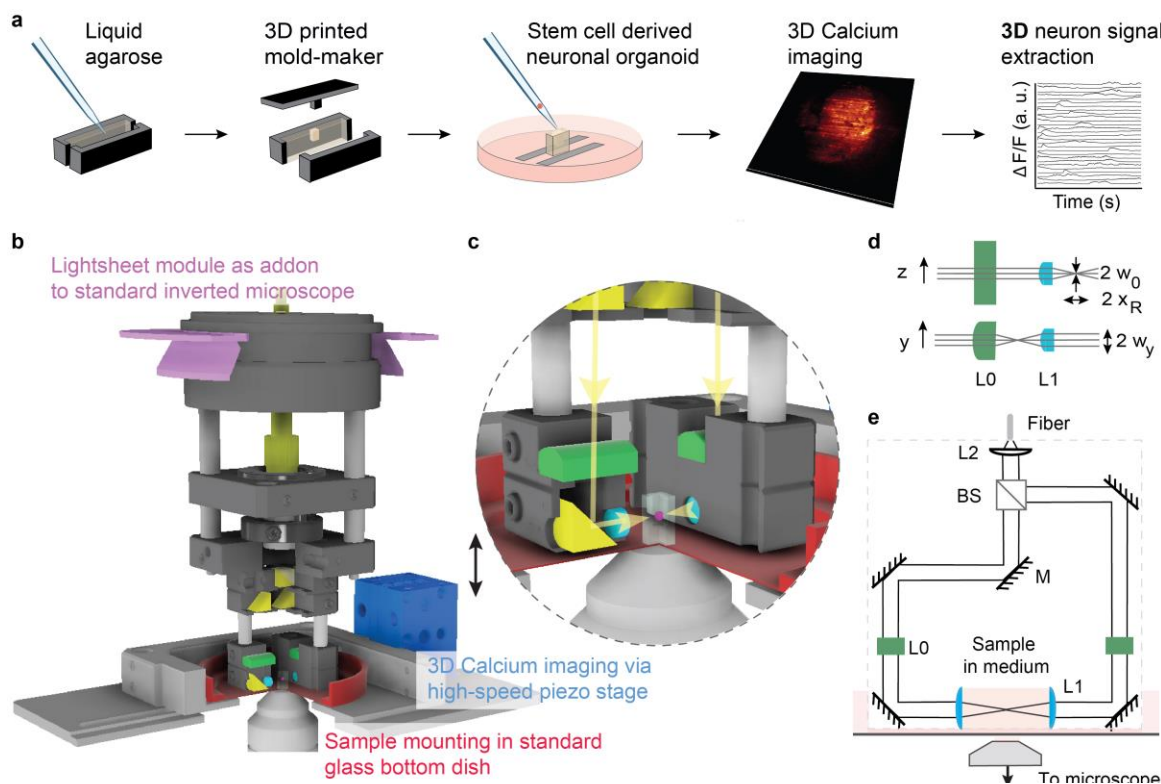 a
Liquid
agarose
3D printed
mold-maker
Stem cell derived
neuronal organoid
3D Calcium
imaging
3D neuron signal
extraction
Δ F/F (a. u.)
Time (s)
b
Lightsheet module as addon
to standard inverted microscope
3D Calcium imaging via
high-speed piezo stage
Sample mounting in standard
glass bottom dish
c
d
z
2 w0
2 xR
y
2 wy
L0
L1
e
Fiber
L2
BS
M
L0
Sample
in medium
L1
To microscope